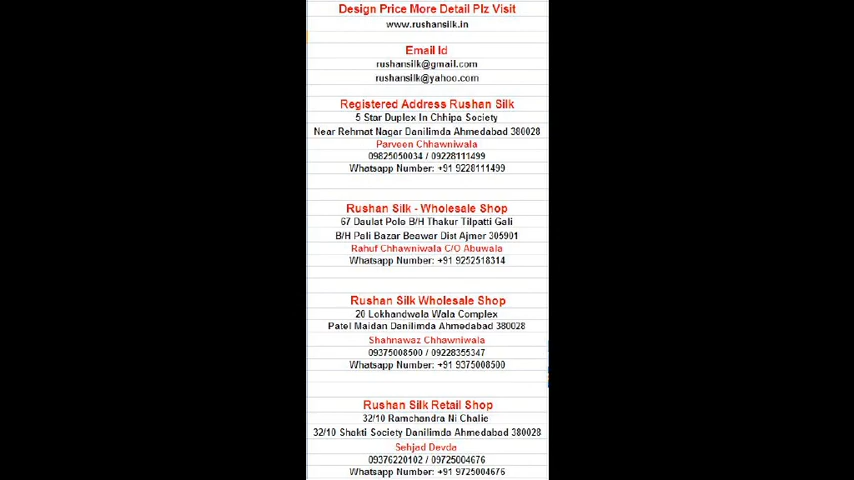 Design Price More Detail Plz Visit
www.rushansilk.in
Email Id
rushansilk@gmail.com
rushansilk@yahoo.com
Registered Address Rushan Silk
5 Star Duplex In Chhipa Society
Near Rehmat Nagar Danilimda Ahmedabad 380028
Parveen Chhawniwala
09825050034 / 09228111499
Whatsapp Number: +91 9228111499
Rushan Silk - Wholesale Shop
67 Daulat Pole B/H Thakur Tilpatti Gali
B/H Pali Bazar Beawar Dist Ajmer 305901
Rahuf Chhawniwala C/O Abuwala
Whatsapp Number: +91 9252518314
Rushan Silk Wholesale Shop
20 Lokhandwala Wala Complex
Patel Maidan Danilimda Ahmedabad 380028
Shahnawaz Chhawniwala
09375008500 / 09228355347
Whatsapp Number: +91 9375008500
Rushan Silk Retail Shop
32/10 Ramchandra Ni Chalie
32/10 Shakti Society Danilimda Ahmedabad 380028
Sehjad Devda
09376220102 / 09725004676
Whatsapp Number: +91 9725004676